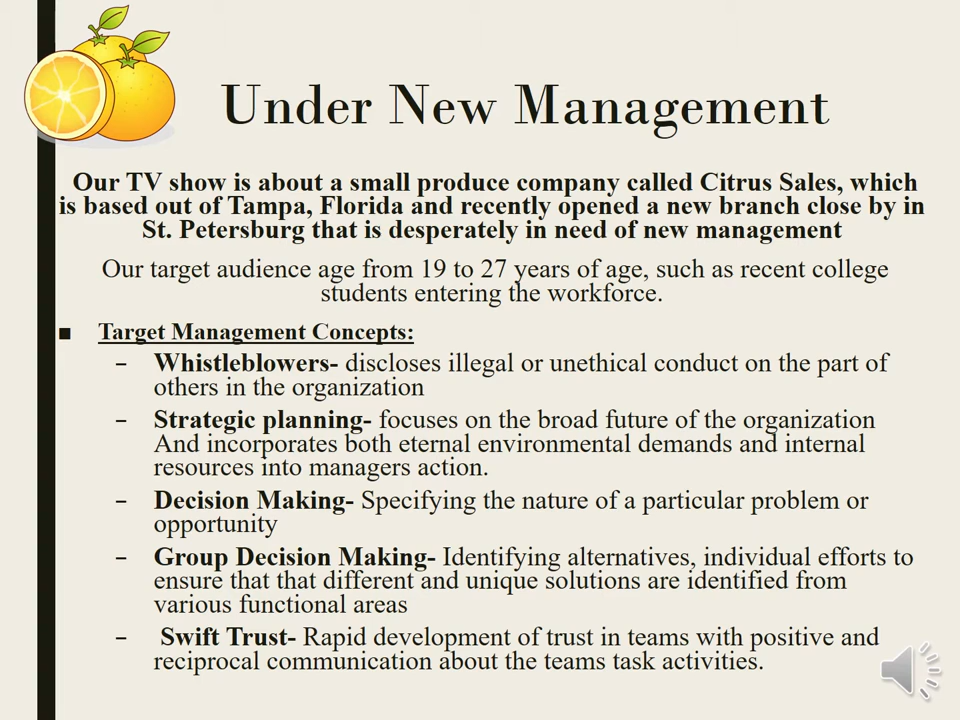 Under New Management
Our TV show is about a small produce company called Citrus Sales, which
is based out of Tampa, Florida and recently opened a new branch close by in
St. Petersburg that is desperately in need of new management
Our target audience age from 19 to 27 years of age, such as recent college
students entering the workforce.
■ Target Management Concepts:
– Whistleblowers- discloses illegal or unethical conduct on the part of
others in the organization
– Strategic planning- focuses on the broad future of the organization
And incorporates both eternal environmental demands and internal
resources into managers action.
– Decision Making- Specifying the nature of a particular problem or
opportunity
– Group Decision Making- Identifying alternatives, individual efforts to
ensure that that different and unique solutions are identified from
various functional areas
– Swift Trust- Rapid development of trust in teams with positive and
reciprocal communication about the teams task activities.